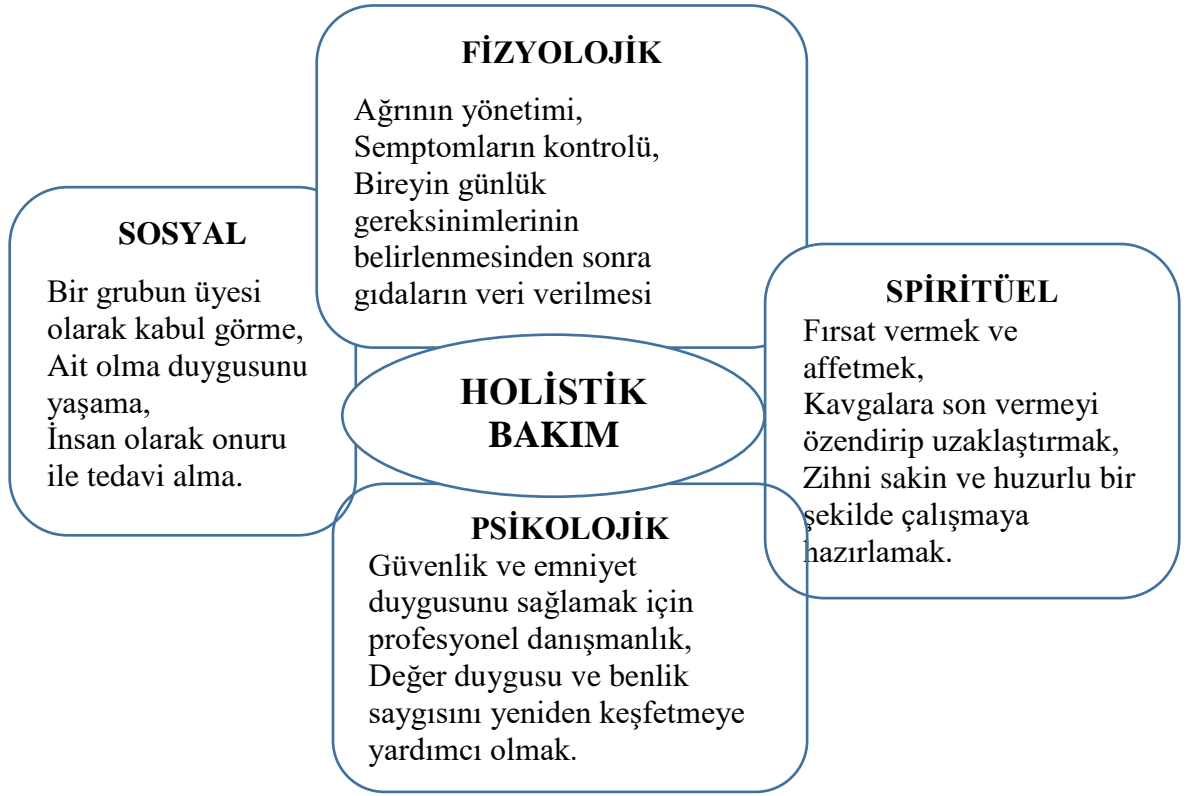 FİZYOLOJİK
Ağrının yönetimi,
Semptomların kontrolü,
Bireyin günlük
gereksinimlerinin
belirlenmesinden sonra
gıdaların veri verilmesi
SOSYAL
Bir grubun üyesi
olarak kabul görme,
Ait olma duygusunu
yaşama,
İnsan olarak onuru
ile tedavi alma.
HOLİSTİK
BAKIM
SPİRİTÜEL
Fırsat vermek ve
affetmek,
Kavgalara son vermeyi
özendirip uzaklaştırmak,
Zihni sakin ve huzurlu bir
şekilde çalışmaya
hazırlamak.
PSİKOLOJİK
Güvenlik ve emniyet
duygusunu sağlamak için
profesyonel danışmanlık,
Değer duygusu ve benlik
saygısını yeniden keşfetmeye
yardımcı olmak.